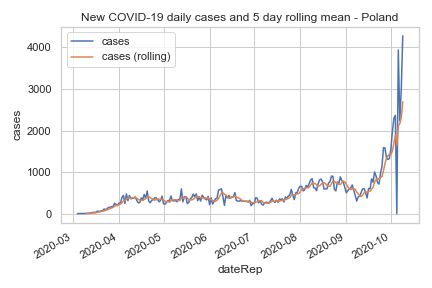 New COVID-19 daily cases and 5 day rolling mean - Poland
cases
cases (rolling)
4000
3000
2000
1000
0
cases
2020-03
2020-04
2020-05
2020-06
2020-07
2020-08
2020-09
2020-10
dateRep